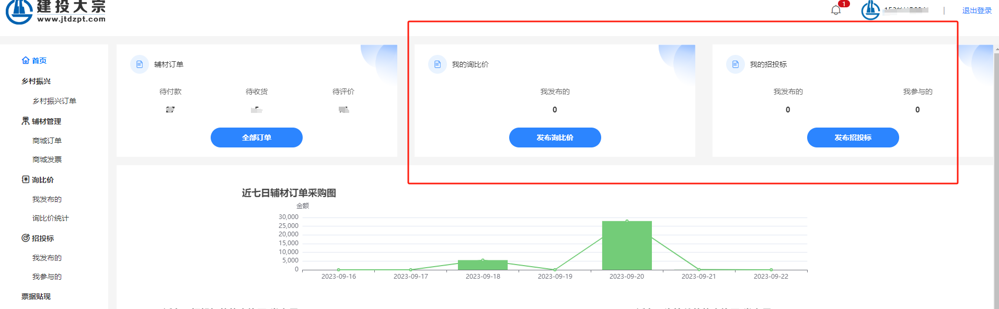 建投大宗
www.jtdzpt.com
1
退出登录
首页
乡村振兴
乡村振兴订单
辅材管理
商城订单
商城发票
询比价
我发布的
询比价统计
招投标
我发布的
我参与的
票据贴现
辅材订单
待付款 待收货 待评价
全部订单
我的询比价
我发布的
0
发布询比价
我的招投标
我发布的 我参与的
0 0
发布招投标
近七日辅材订单采购图
金额
30,000
25,000
20,000
15,000
10,000
5,000
0
2023-09-16 2023-09-17 2023-09-18 2023-09-19 2023-09-20 2023-09-21 2023-09-22